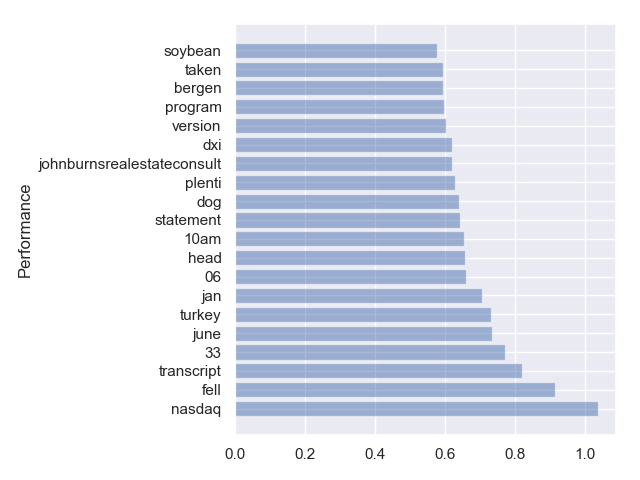 soybean
taken
bergen
program
version
dxi
johnburnsrealestateconsult
plenti
dog
statement
10am
head
06
jan
turkey
june
33
transcript
fell
nasdaq
Performance
0.0 0.2 0.4 0.6 0.8 1.0